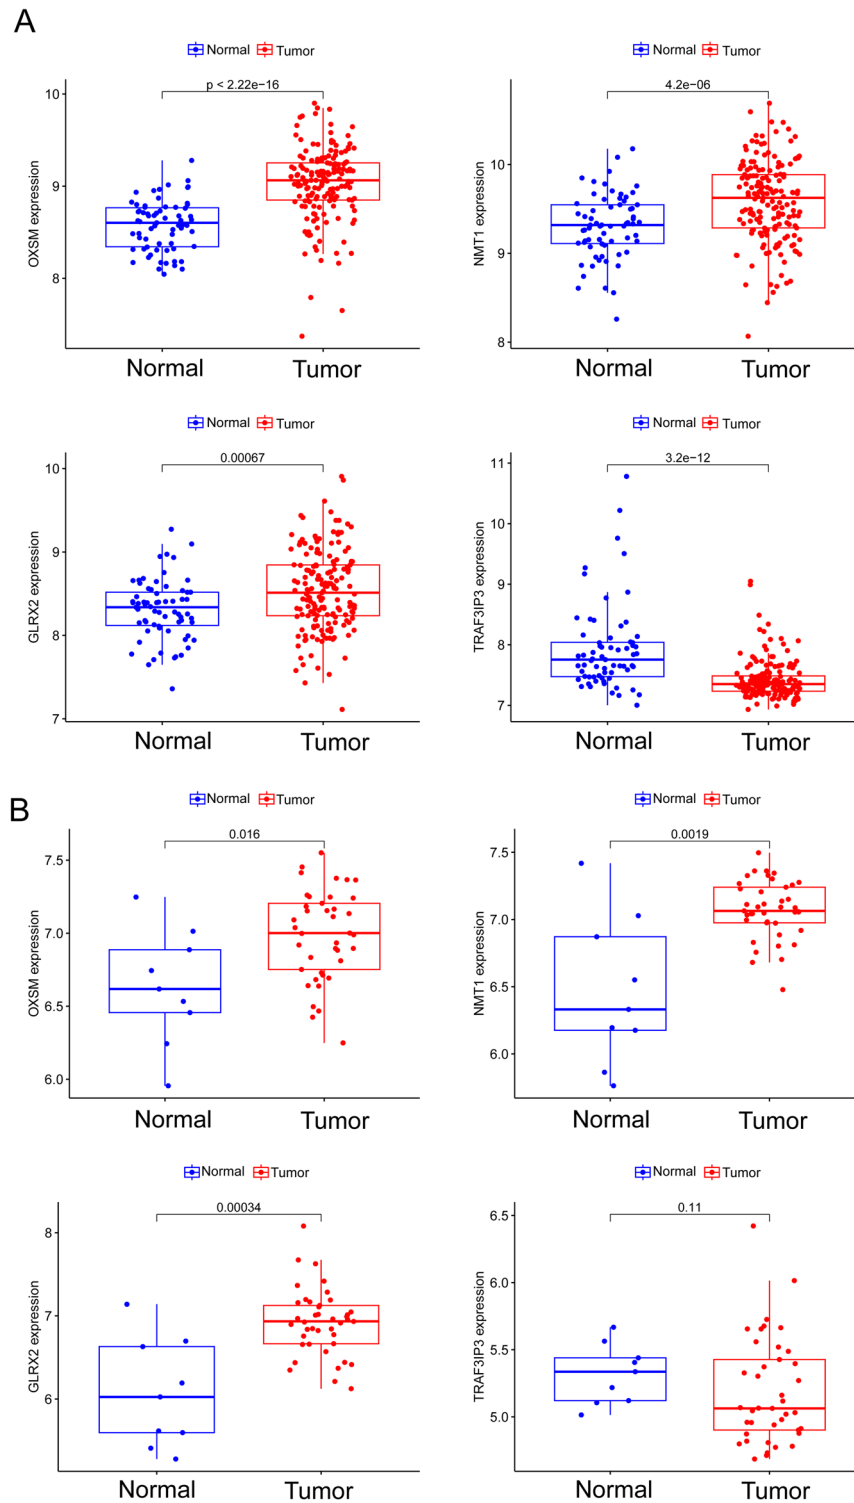 A
Normal Tumor
Normal Tumor
p < 2.22e−16
4.2e−06
OXSM expression
10
9
8
NMT1 expression
10
9
8
Normal Tumor
Normal Tumor
Normal Tumor
Normal Tumor
0.00067
3.2e−12
GLRX2 expression
10
9
8
7
TRAF3IP3 expression
11
10
9
8
7
Normal Tumor
Normal Tumor
B
Normal Tumor
Normal Tumor
0.016
0.0019
OXSM expression
7.5
7.0
6.5
6.0
NMT1 expression
7.5
7.0
6.5
6.0
Normal Tumor
Normal Tumor
Normal Tumor
Normal Tumor
0.00034
0.11
GLRX2 expression
8
7
6
TRAF3IP3 expression
6.5
6.0
5.5
5.0
Normal Tumor
Normal Tumor